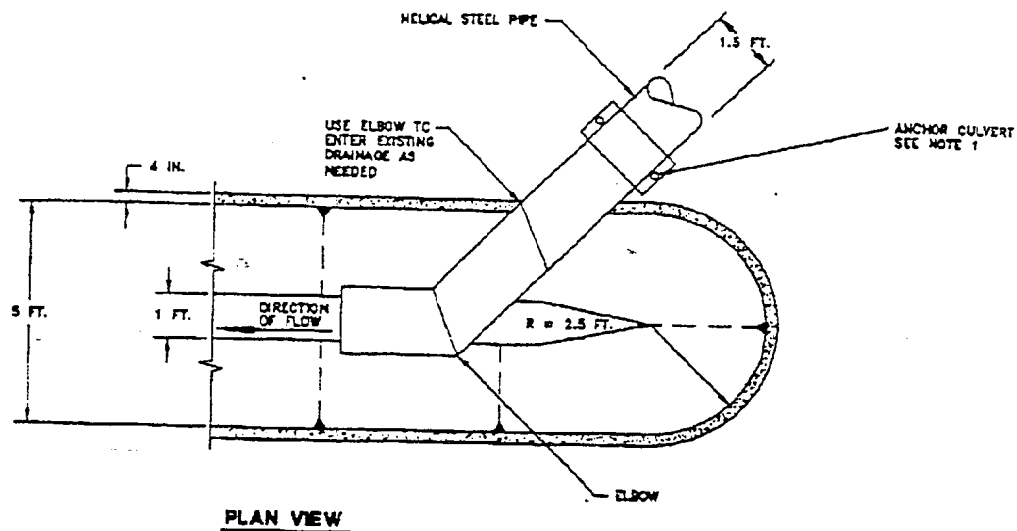 HELICAL STEEL PIPE
1.5 FT.
USE ELBOW TO
ENTER EXISTING
DRAINAGE AS
NEEDED
ANCHOR CULVERT
SEE NOTE 1
4 IN.
5 FT.
1 FT.
DIRECTION
OF FLOW
R = 2.5 FT.
ELBOW
PLAN VIEW